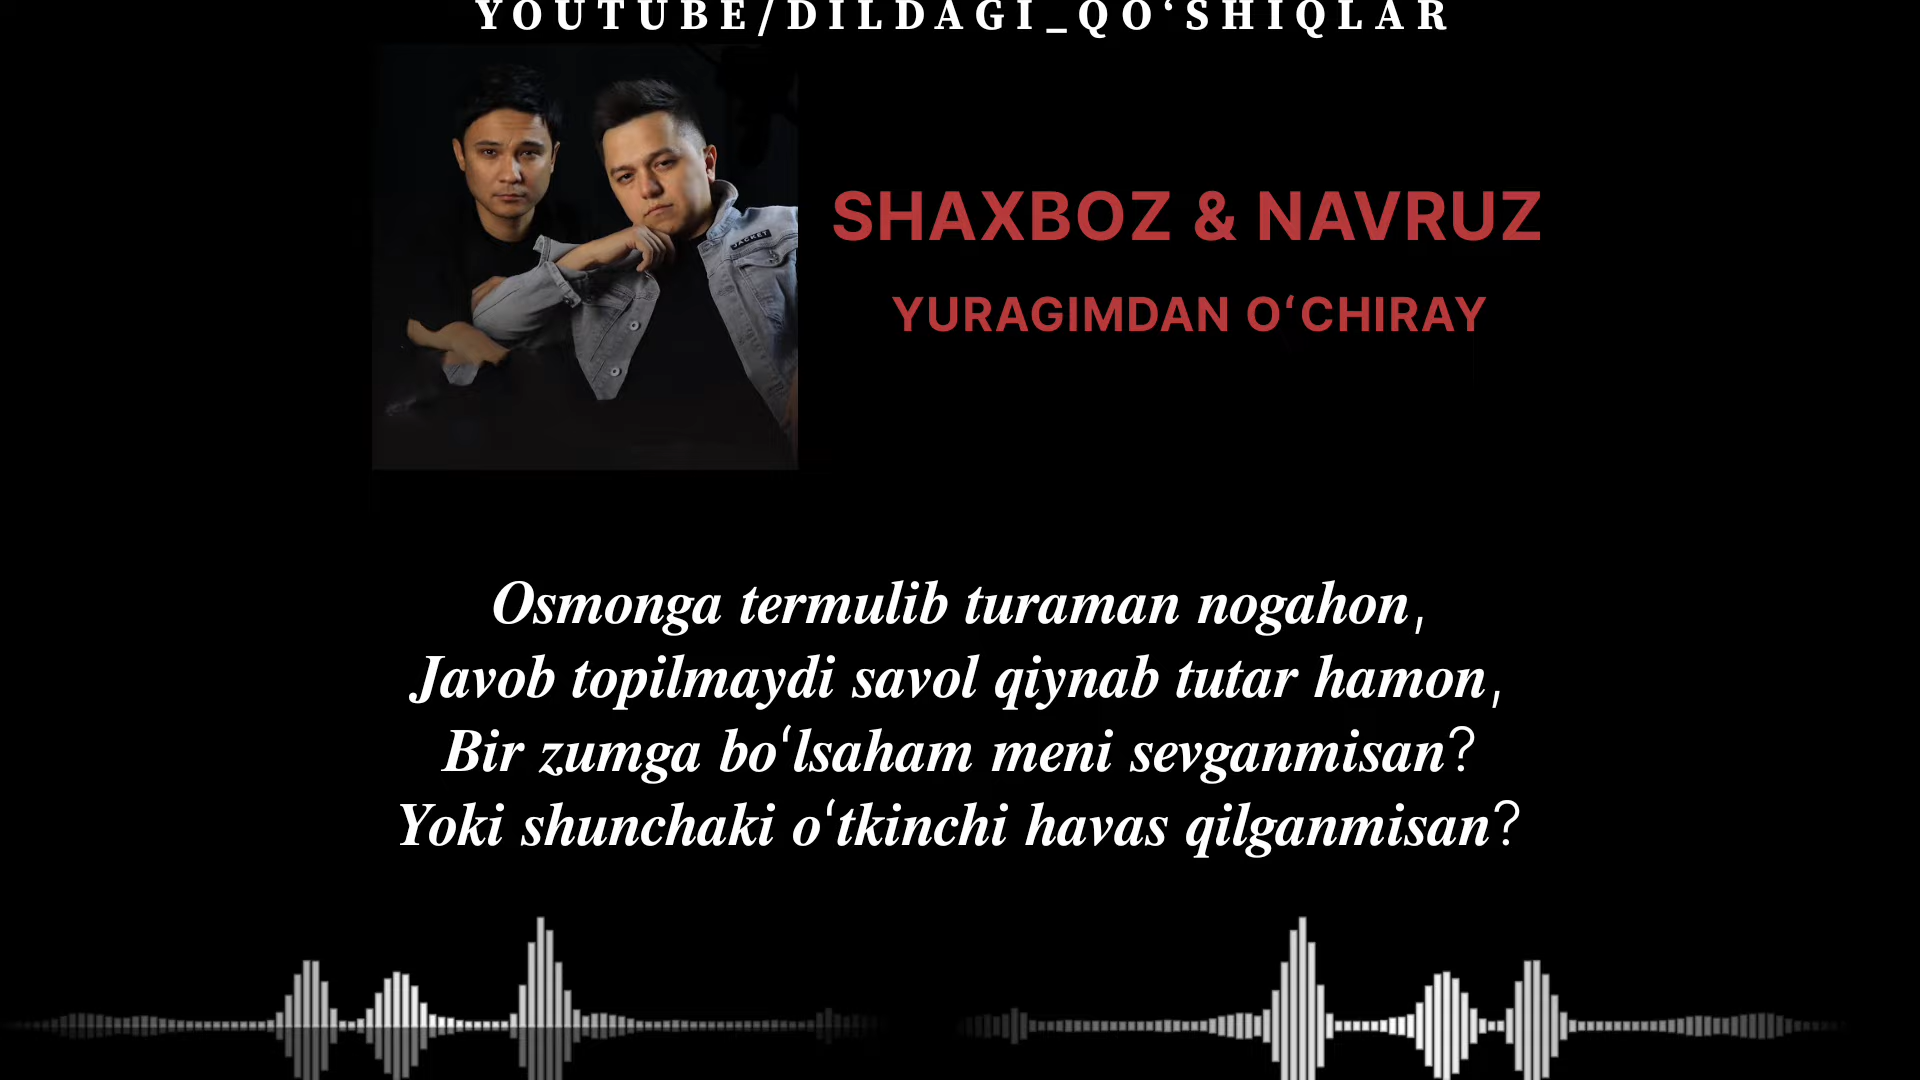 YOUTUBE/DILDAGI_QO‘SHIQLAR
JACKET
SHAXBOZ & NAVRUZ
YURAGIMDAN O‘CHIRAY
Osmonga termulib turaman nogahon,
Javob topilmaydi savol qiynab tutar hamon,
Bir zumga bo‘lsaham meni sevganmisan?
Yoki shunchaki o‘tkinchi havas qilganmisan?